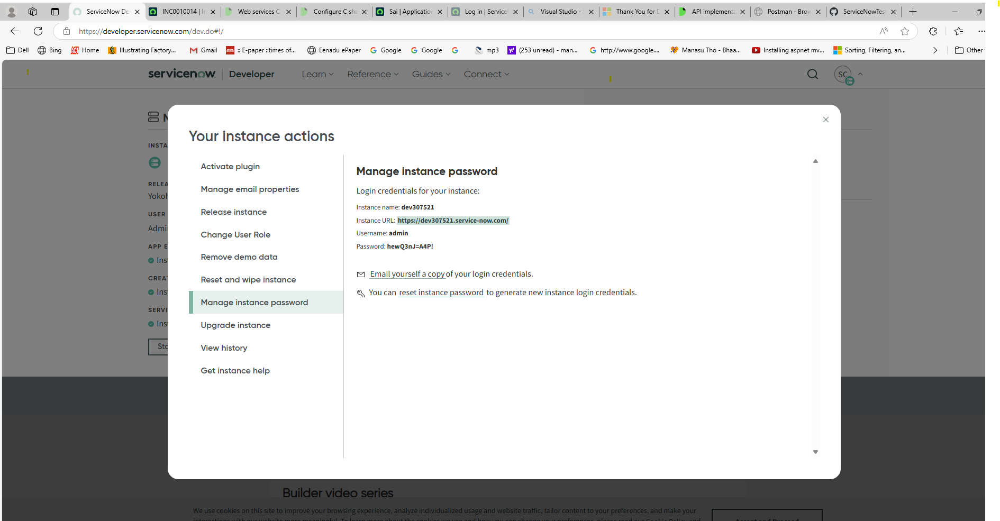 ServiceNow De
INC0010014 | I
Web services C
Configure C sha
Sai | Application
Log in | Service
Visual Studio -
Thank You for D
API implementa
Postman - Brow
ServiceNowTes
https://developer.servicenow.com/dev.do#!/
Dell
Bing
Home
Illustrating Factory...
Gmail
:: E-paper ::times of...
Eenadu ePaper
Google
Google
mp3
(253 unread) - man...
http://www.google....
Manasu Tho - Bhaa...
Installing aspnet mv...
Sorting, Filtering, an...
Other
servicenow Developer
Learn
Reference
Guides
Connect
SC
INSTA
RELEA
Yokoh
USER
Admi
APP E
Ins
CREAT
Ins
SERVI
Ins
Sto
Your instance actions
Activate plugin
Manage email properties
Release instance
Change User Role
Remove demo data
Reset and wipe instance
Manage instance password
Upgrade instance
View history
Get instance help
Manage instance password
Login credentials for your instance:
Instance name: dev307521
Instance URL: https://dev307521.service-now.com/
Username: admin
Password: hewQ3nJ=A4P!
Email yourself a copy of your login credentials.
You can reset instance password to generate new instance login credentials.
Builder video series
We use cookies on this site to improve your browsing experience, analyze individualized usage and website traffic, tailor content to your preferences, and make your